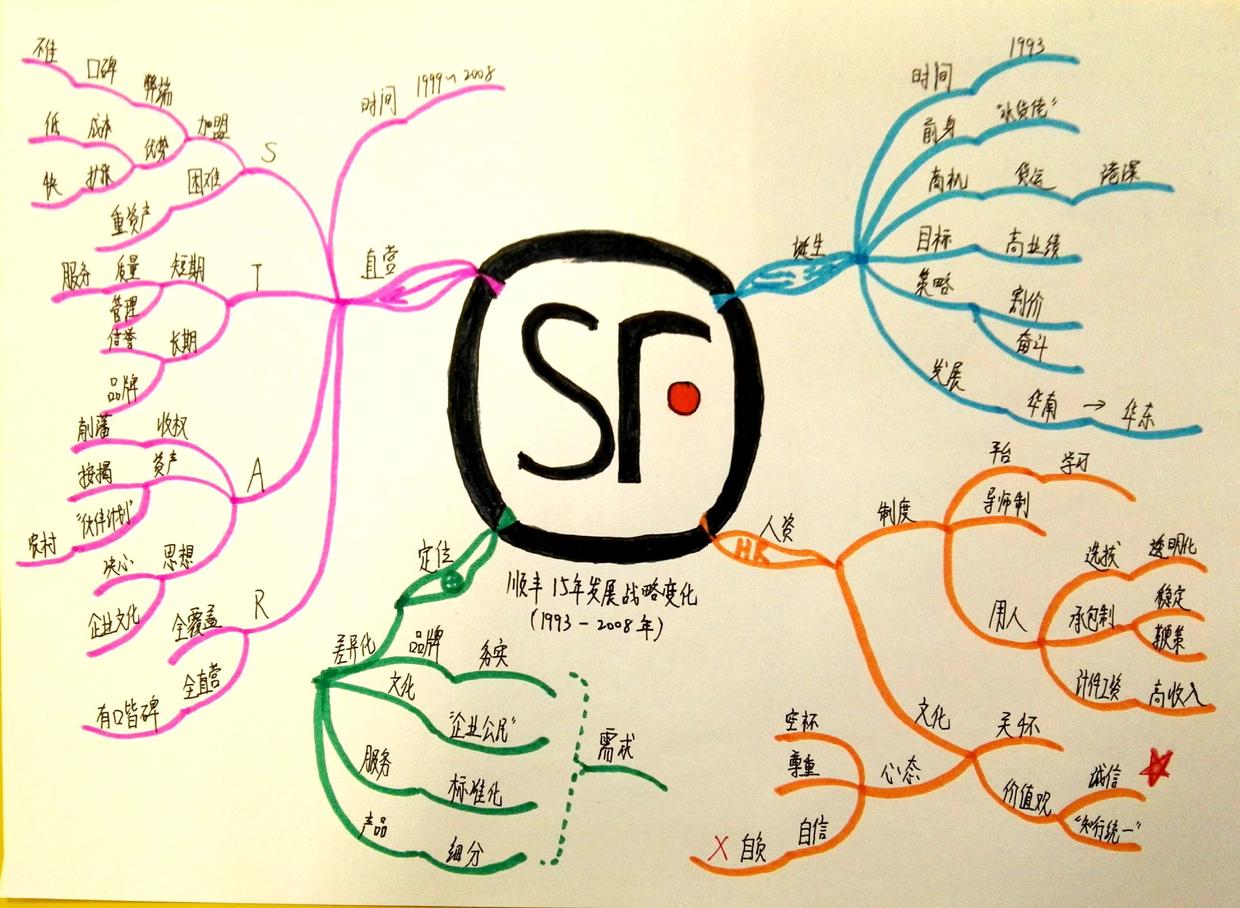 SF
顺丰 15年发展战略变化
(1993 - 2008年)
诞生
时间
1993
前身
"水货佬"
商机
货运
港深
目标
高业绩
策略
割价
奋斗
发展
华南 → 华东
人资
HR
制度
平台
学习
导师制
用人
选拔
透明化
承包制
稳定
鞭策
计件工资
高收入
文化
关怀
价值观
诚信
"知行统一"
心态
空杯
尊重
自信
X 自负
定位
差异化
品牌
务实
文化
"企业公民"
服务
标准化
产品
细分
需求
直营
时间
1999~2008
S
加盟
弊端
口碑
不佳
优势
成本
低
扩张
快
困难
重资产
T
短期
质量
服务
管理
长期
信誉
品牌
A
收权
削藩
资产
按揭
"伙伴计划"
农村
思想
决心
企业文化
R
全覆盖
全直营
有口皆碑